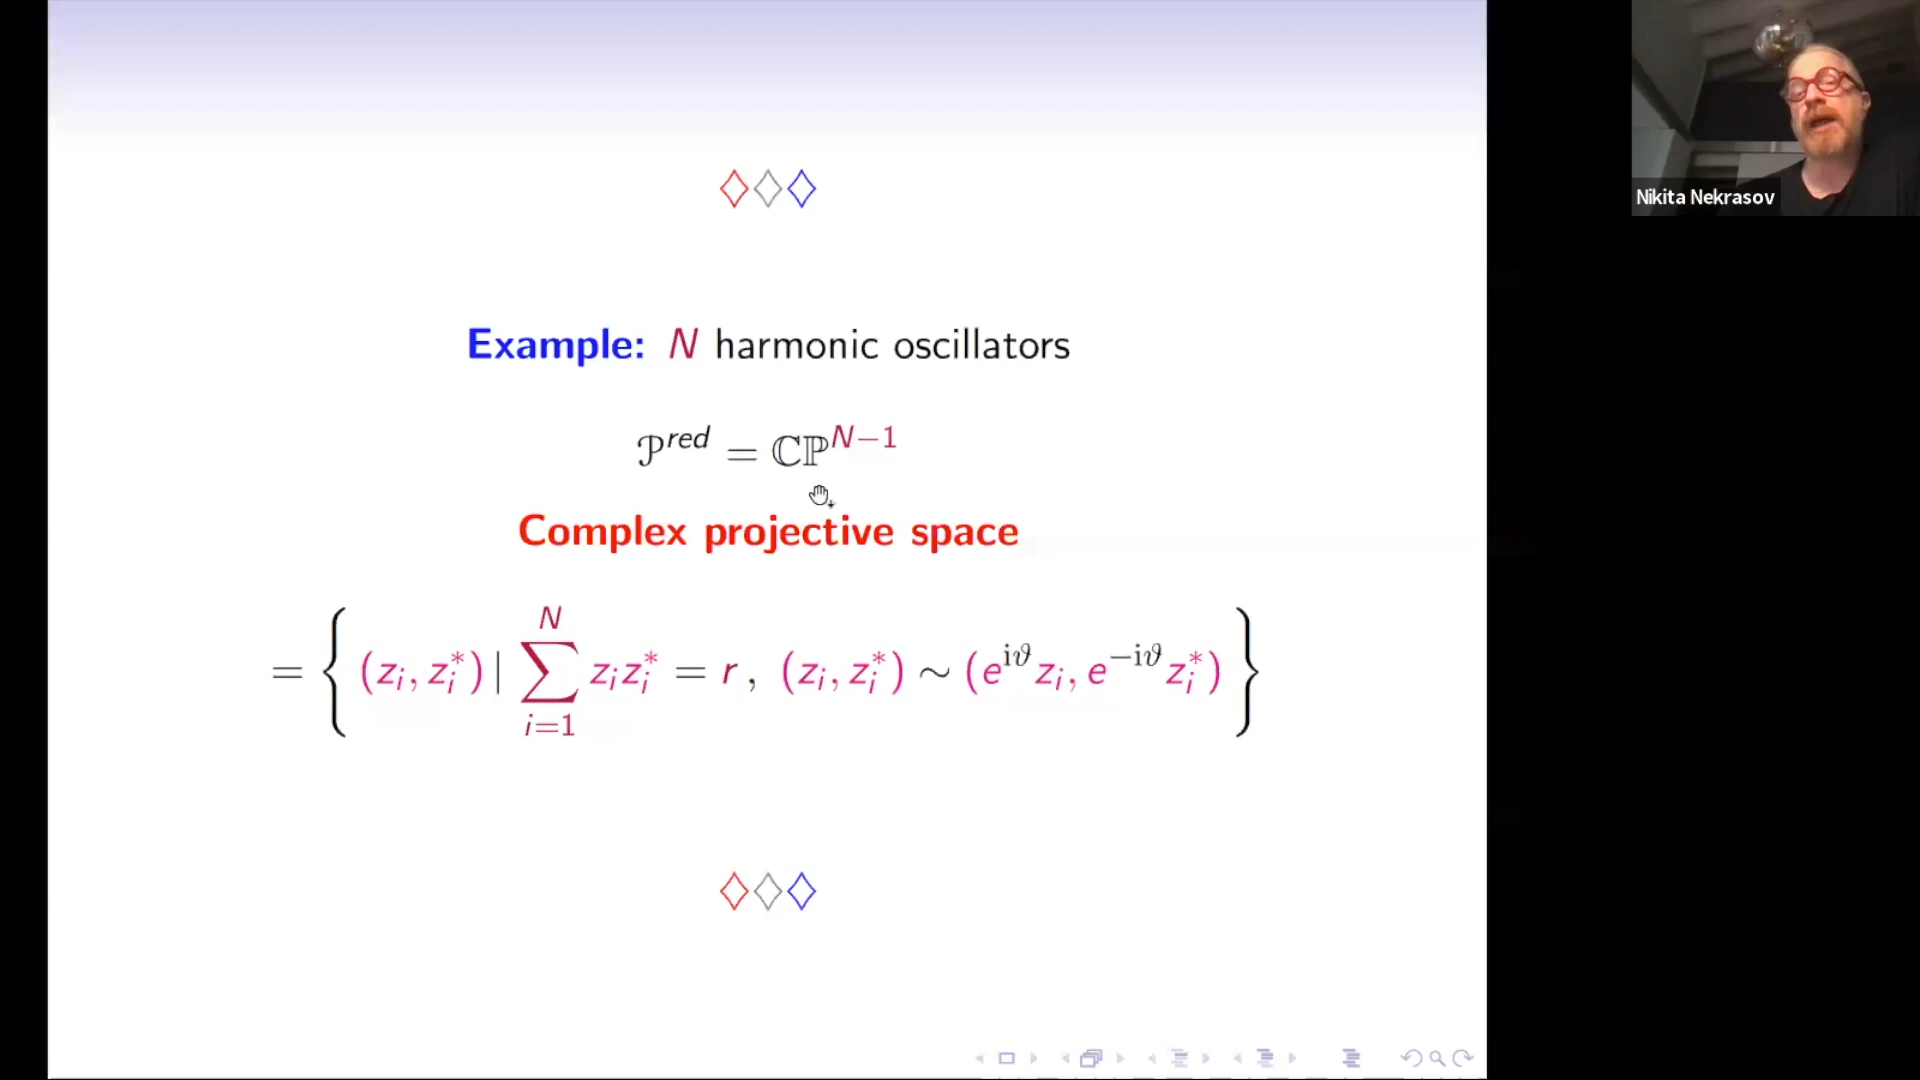 Example: N harmonic oscillators
𝒫^{red} = ℂℙ^{N−1}
Complex projective space
= { (z_i, z_i^*) | ∑_{i=1}^{N} z_i z_i^* = r , (z_i, z_i^*) ∼ (e^{iϑ} z_i, e^{−iϑ} z_i^*) }
Nikita Nekrasov